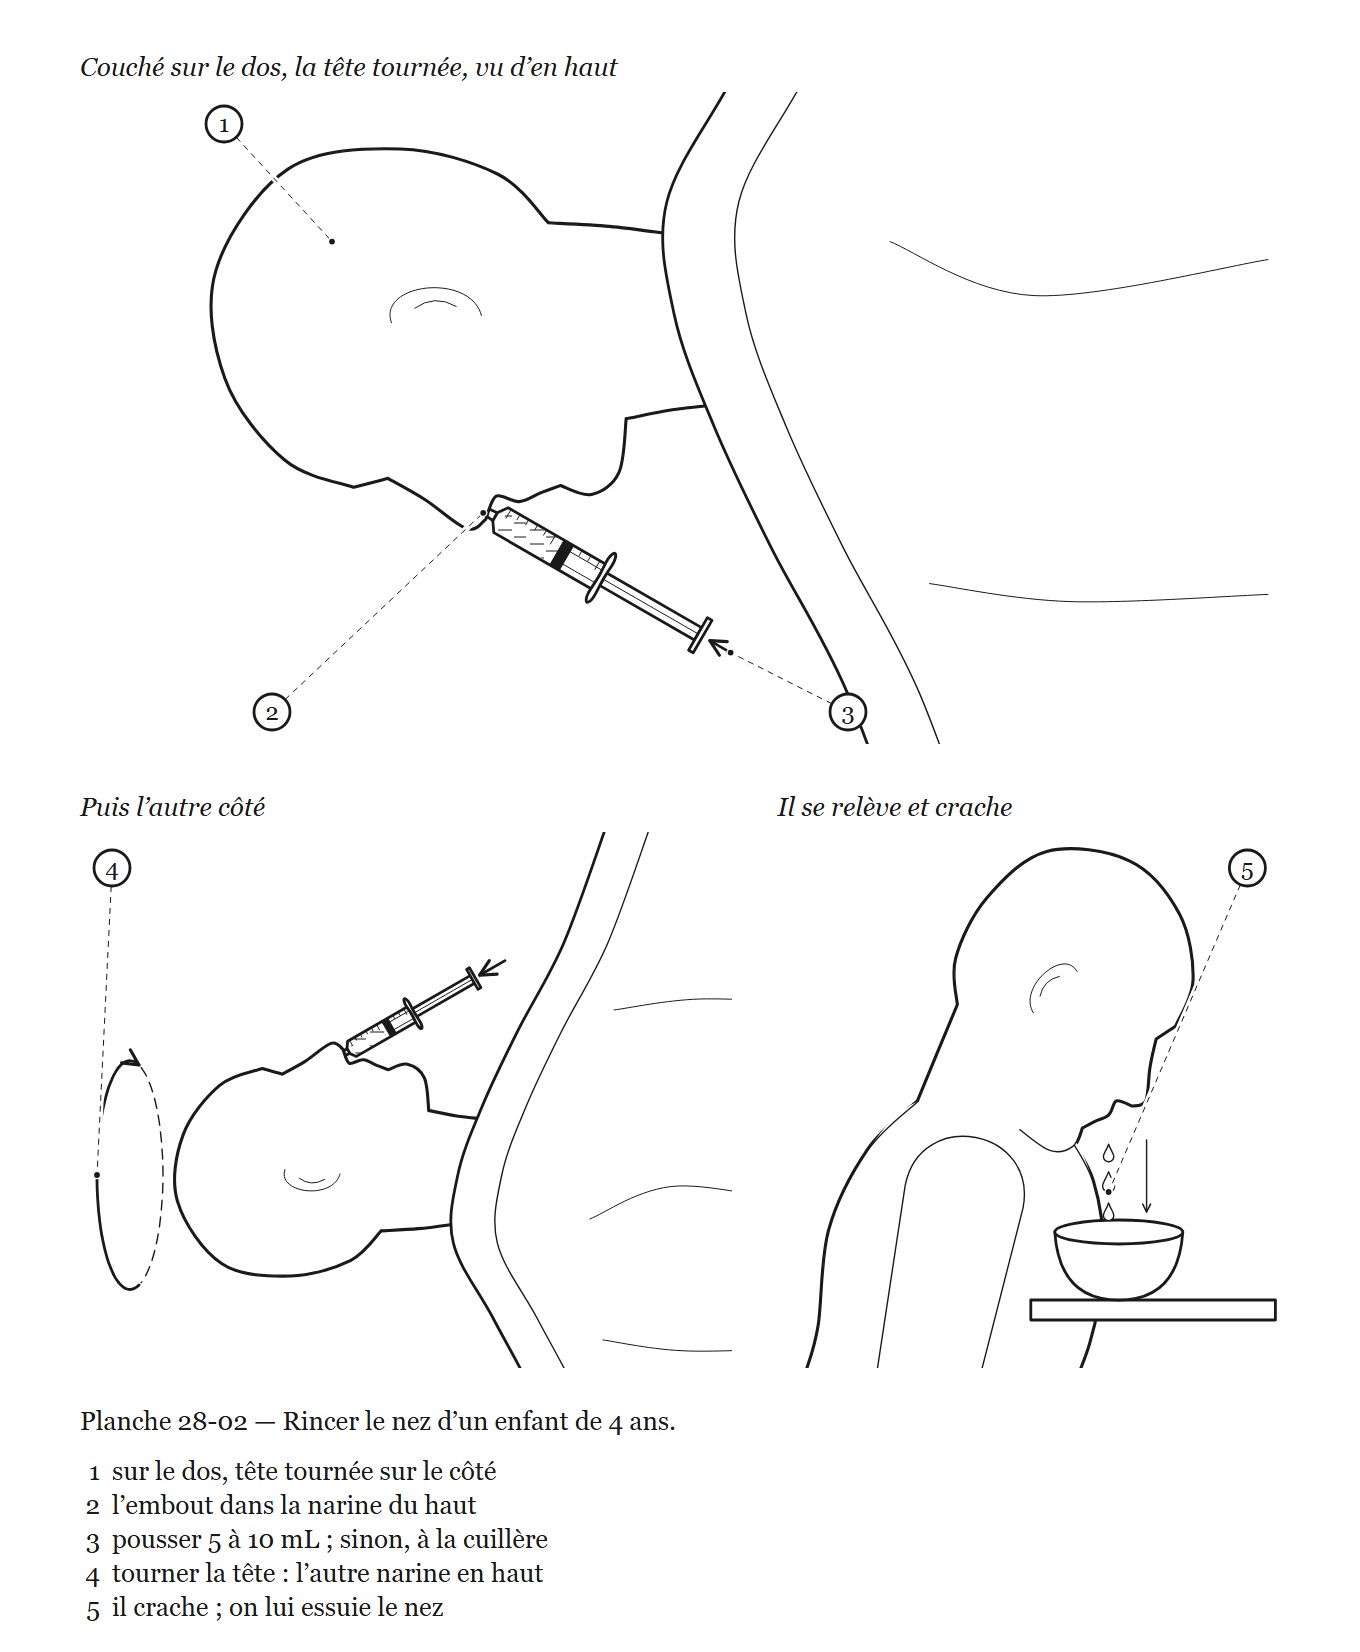 Couché sur le dos, la tête tournée, vu d’en haut
1
2
3
Puis l’autre côté
Il se relève et crache
4
5
Planche 28-02 — Rincer le nez d’un enfant de 4 ans.
1 sur le dos, tête tournée sur le côté
2 l’embout dans la narine du haut
3 pousser 5 à 10 mL ; sinon, à la cuillère
4 tourner la tête : l’autre narine en haut
5 il crache ; on lui essuie le nez